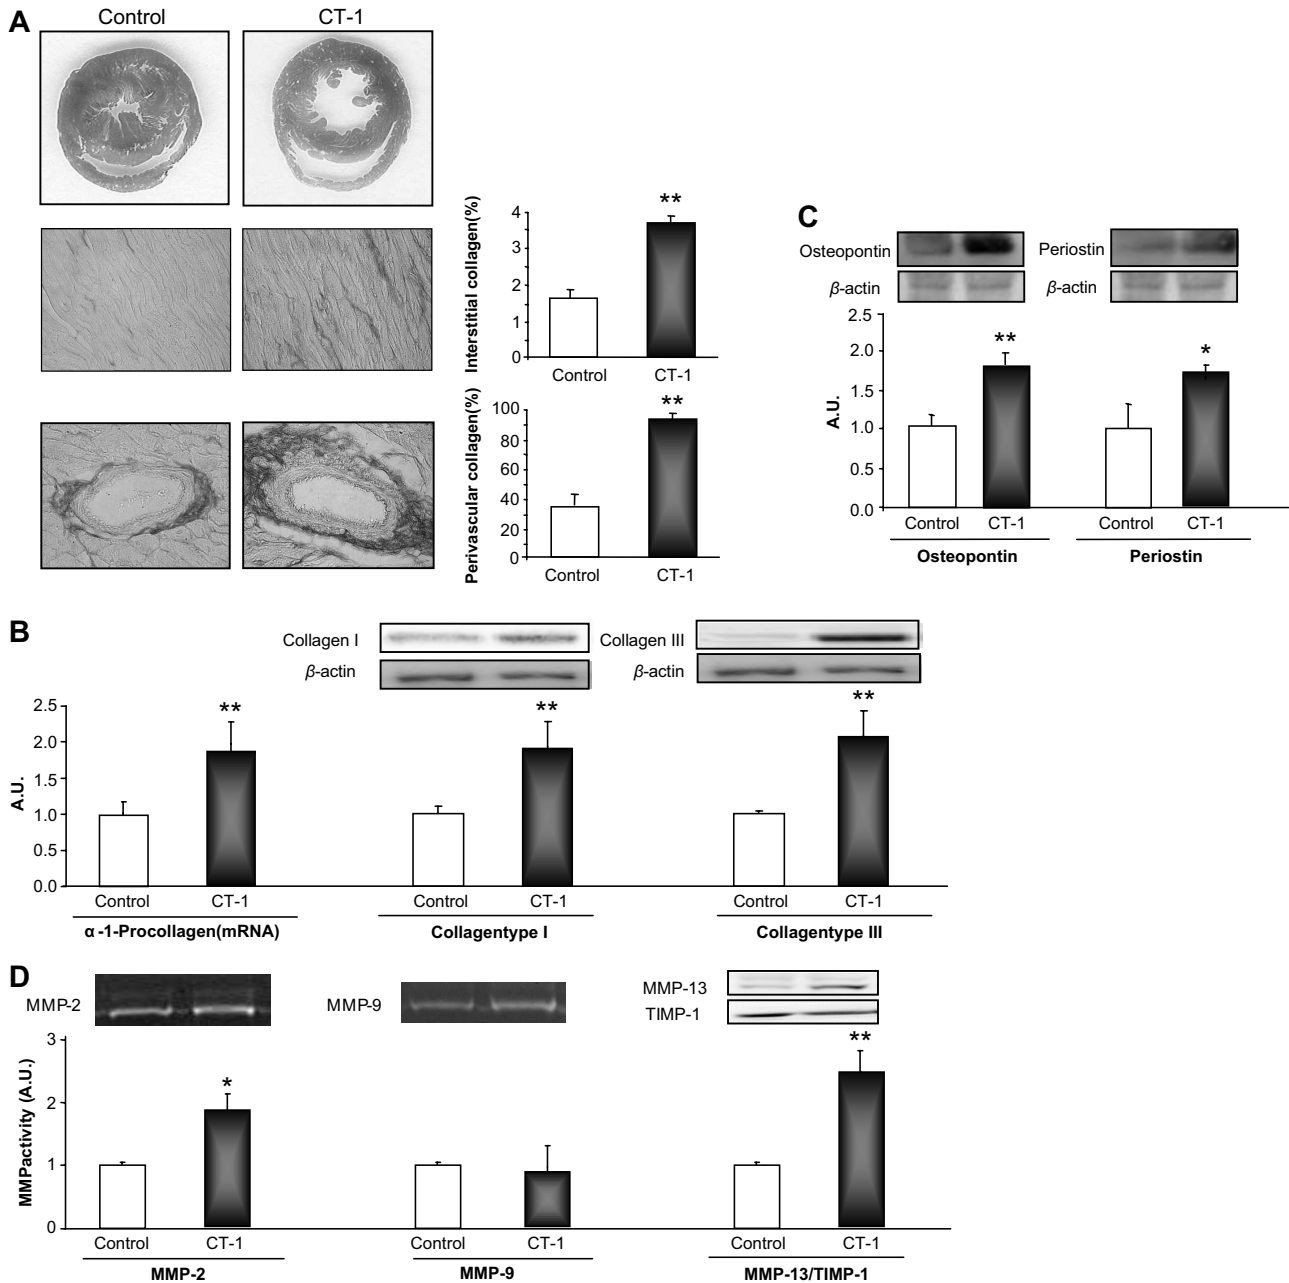 A
Control
CT-1
Interstitial collagen(%)
4
3
2
1
0
**
Control
CT-1
Perivascular collagen(%)
100
80
60
40
20
0
**
Control
CT-1
C
Osteopontin
β-actin
Periostin
β-actin
A.U.
2.5
2.0
1.5
1.0
0.5
0.0
**
*
Control
CT-1
Control
CT-1
Osteopontin
Periostin
B
Collagen I
β-actin
Collagen III
β-actin
A.U.
2.5
2.0
1.5
1.0
0.5
0.0
**
**
**
Control
CT-1
Control
CT-1
Control
CT-1
α-1-Procollagen(mRNA)
Collagentype I
Collagentype III
D
MMP-2
MMP-9
MMP-13
TIMP-1
MMPactivity (A.U.)
3
2
1
0
*
**
Control
CT-1
Control
CT-1
Control
CT-1
MMP-2
MMP-9
MMP-13/TIMP-1